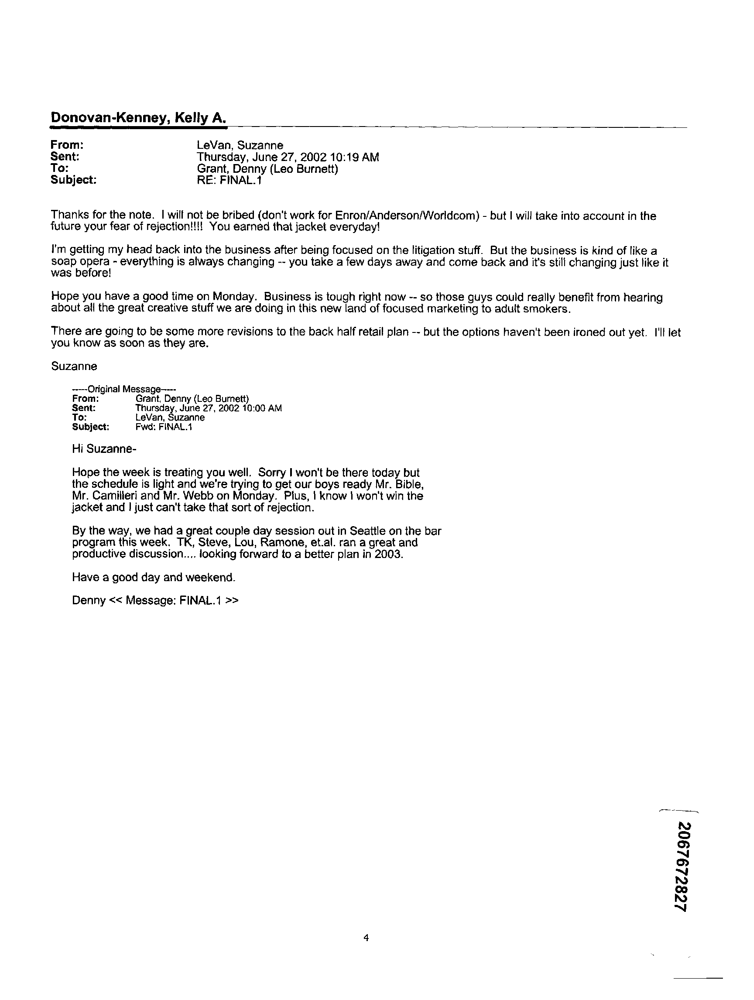 Donovan-Kenney, Kelly A.
From: LeVan, Suzanne
Sent: Thursday, June 27, 2002 10:19 AM
To: Grant, Denny (Leo Burnett)
Subject: RE: FINAL.1
Thanks for the note. I will not be bribed (don't work for Enron/Anderson/Worldcom) - but I will take into account in the
future your fear of rejection!!!! You earned that jacket everyday!
I'm getting my head back into the business after being focused on the litigation stuff. But the business is kind of like a
soap opera - everything is always changing -- you take a few days away and come back and it's still changing just like it
was before!
Hope you have a good time on Monday. Business is tough right now -- so those guys could really benefit from hearing
about all the great creative stuff we are doing in this new land of focused marketing to adult smokers.
There are going to be some more revisions to the back half retail plan -- but the options haven't been ironed out yet. I'll let
you know as soon as they are.
Suzanne
-----Original Message-----
From: Grant, Denny (Leo Burnett)
Sent: Thursday, June 27, 2002 10:00 AM
To: LeVan, Suzanne
Subject: Fwd: FINAL.1
Hi Suzanne-
Hope the week is treating you well. Sorry I won't be there today but
the schedule is light and we're trying to get our boys ready Mr. Bible,
Mr. Camilleri and Mr. Webb on Monday. Plus, I know I won't win the
jacket and I just can't take that sort of rejection.
By the way, we had a great couple day session out in Seattle on the bar
program this week. TK, Steve, Lou, Ramone, et.al. ran a great and
productive discussion.... looking forward to a better plan in 2003.
Have a good day and weekend.
Denny << Message: FINAL.1 >>
2067672827
4